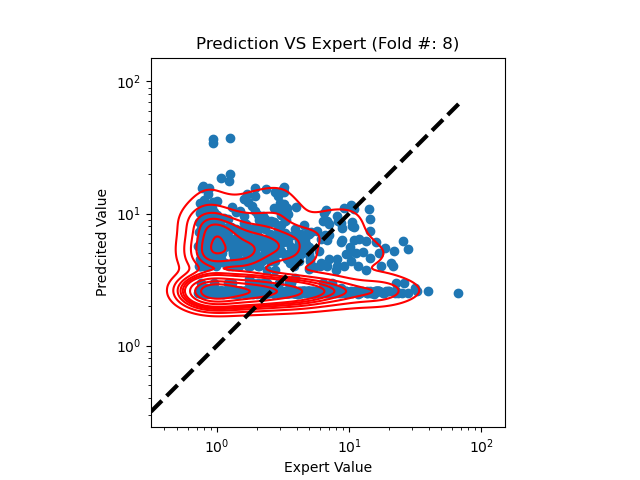 Prediction VS Expert (Fold #: 8)
Predcited Value
10²
10¹
10⁰
10⁰ 10¹ 10²
Expert Value